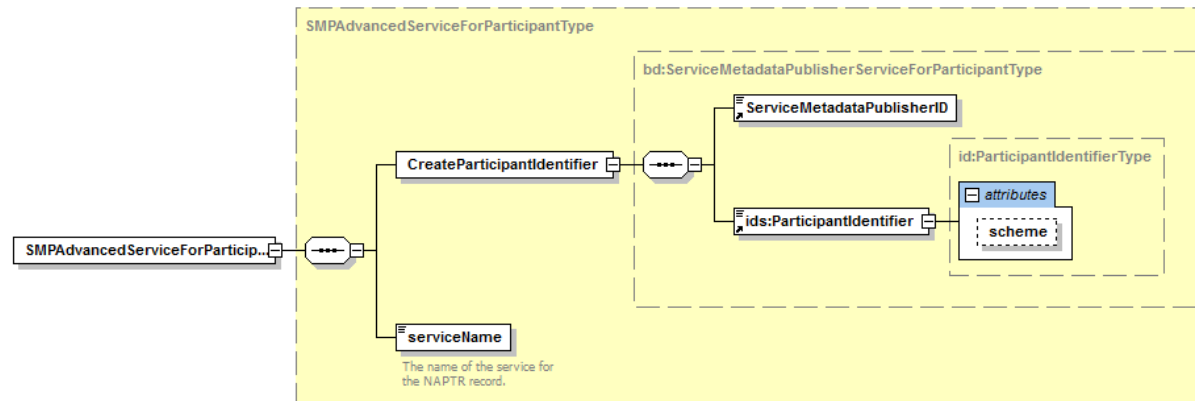 SMPAdvancedServiceForParticipantType
bd:ServiceMetadataPublisherServiceForParticipantType
ServiceMetadataPublisherID
id:ParticipantIdentifierType
CreateParticipantIdentifier
attributes
ids:ParticipantIdentifier
scheme
SMPAdvancedServiceForParticip...
serviceName
The name of the service for
the NAPTR record.